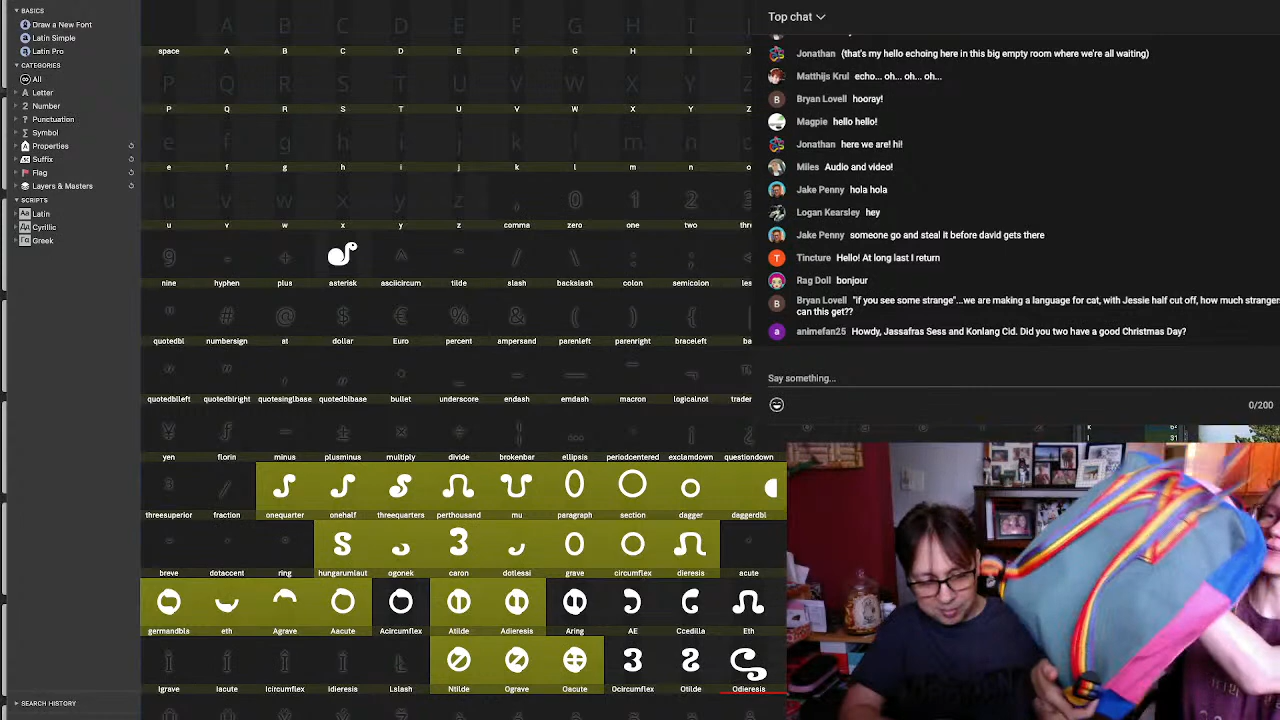 BASICS
Draw a New Font
Latin Simple
Latin Pro
CATEGORIES
All
Letter
Number
Punctuation
Symbol
Properties
Suffix
Flag
Layers & Masters
SCRIPTS
Latin
Cyrillic
Greek
SEARCH HISTORY
A B C D E F G H I
space A B C D E F G H I J
P Q R S T U V W X Y
P Q R S T U V W X Y Z
e f g h i j k l m n
e f g h i j k l m n o
u v w x y z , 0 1 2 3
u v w x y z comma zero one two
9 - + ^ ~ / \ : ; <
nine hyphen plus asterisk asciicircum tilde slash backslash colon semicolon
" # @ $ € % & ( )
quotedbl numbersign at dollar Euro percent ampersand parenleft parenright braceleft
quotedblleft quotedblright quotesinglbase quotedblbase bullet underscore endash emdash macron logicalnot
¥ ƒ − ± × ÷ ¦ … · ¡ ¿
yen florin minus plusminus multiply divide brokenbar ellipsis periodcentered exclamdown questiondown
threesuperior fraction onequarter onehalf threequarters perthousand mu paragraph section dagger daggerdbl
breve dotaccent ring hungarumlaut ogonek caron dotlessi grave circumflex dieresis acute
germandbls eth Agrave Aacute Acircumflex Atilde Adieresis Aring AE Ccedilla Eth
Igrave Iacute Icircumflex Idieresis Lslash Ntilde Ograve Oacute Ocircumflex Otilde Odieresis
Top chat
Jonathan (that's my hello echoing here in this big empty room where we're all waiting)
Matthijs Krul echo... oh... oh... oh...
B Bryan Lovell hooray!
Magpie hello hello!
Jonathan here we are! hi!
Miles Audio and video!
Jake Penny hola hola
Logan Kearsley hey
Jake Penny someone go and steal it before david gets there
T Tincture Hello! At long last I return
Rag Doll bonjour
B Bryan Lovell "if you see some strange"...we are making a language for cat, with Jessie half cut off, how much stranger
can this get??
a animefan25 Howdy, Jassafras Sess and Konlang Cid. Did you two have a good Christmas Day?
Say something...
0/200